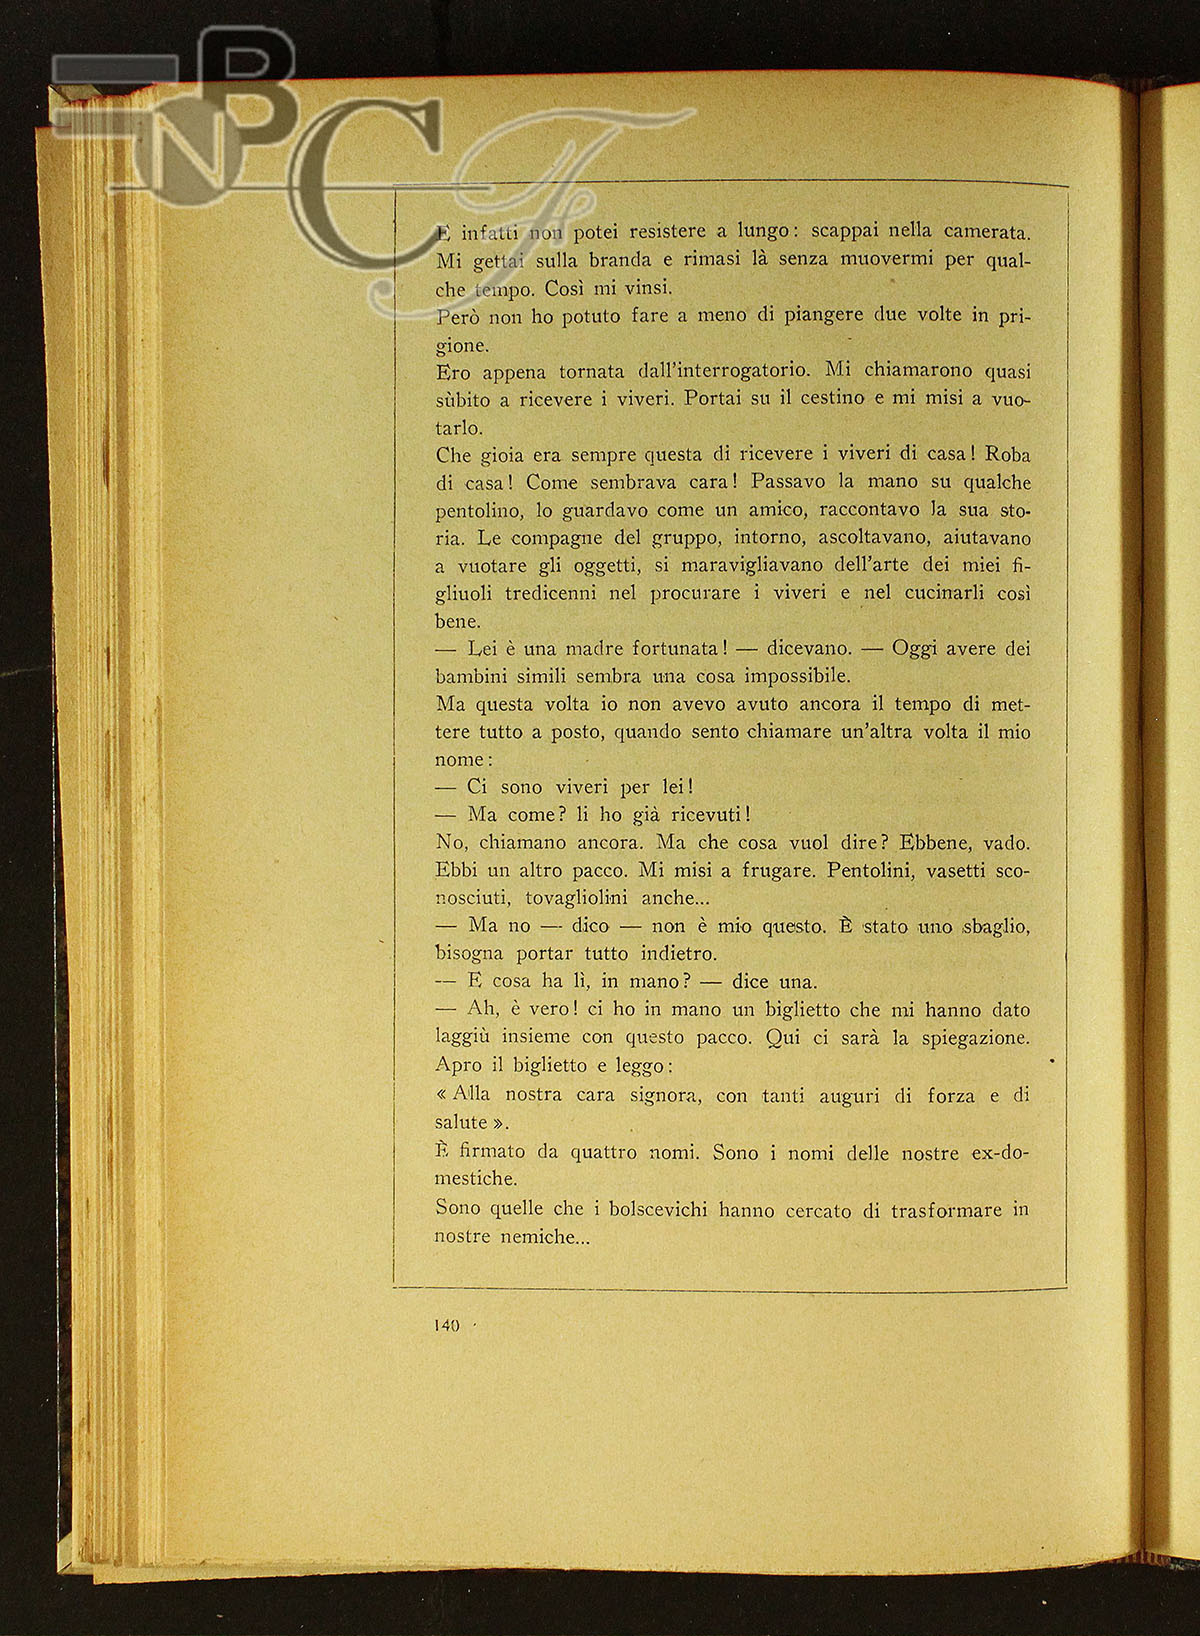 BNCF
E infatti non potei resistere a lungo: scappai nella camerata.
Mi gettai sulla branda e rimasi là senza muovermi per qual-
che tempo. Così mi vinsi.
Però non ho potuto fare a meno di piangere due volte in pri-
gione.
Ero appena tornata dall'interrogatorio. Mi chiamarono quasi
sùbito a ricevere i viveri. Portai su il cestino e mi misi a vuo-
tarlo.
Che gioia era sempre questa di ricevere i viveri di casa! Roba
di casa! Come sembrava cara! Passavo la mano su qualche
pentolino, lo guardavo come un amico, raccontavo la sua sto-
ria. Le compagne del gruppo, intorno, ascoltavano, aiutavano
a vuotare gli oggetti, si maravigliavano dell'arte dei miei fi-
gliuoli tredicenni nel procurare i viveri e nel cucinarli così
bene.
— Lei è una madre fortunata! — dicevano. — Oggi avere dei
bambini simili sembra una cosa impossibile.
Ma questa volta io non avevo avuto ancora il tempo di met-
tere tutto a posto, quando sento chiamare un'altra volta il mio
nome:
— Ci sono viveri per lei!
— Ma come? li ho già ricevuti!
No, chiamano ancora. Ma che cosa vuol dire? Ebbene, vado.
Ebbi un altro pacco. Mi misi a frugare. Pentolini, vasetti sco-
nosciuti, tovagliolini anche...
— Ma no — dico — non è mio questo. È stato uno sbaglio,
bisogna portar tutto indietro.
— E cosa ha lì, in mano? — dice una.
— Ah, è vero! ci ho in mano un biglietto che mi hanno dato
laggiù insieme con questo pacco. Qui ci sarà la spiegazione.
Apro il biglietto e leggo:
« Alla nostra cara signora, con tanti auguri di forza e di
salute ».
È firmato da quattro nomi. Sono i nomi delle nostre ex-do-
mestiche.
Sono quelle che i bolscevichi hanno cercato di trasformare in
nostre nemiche...
140